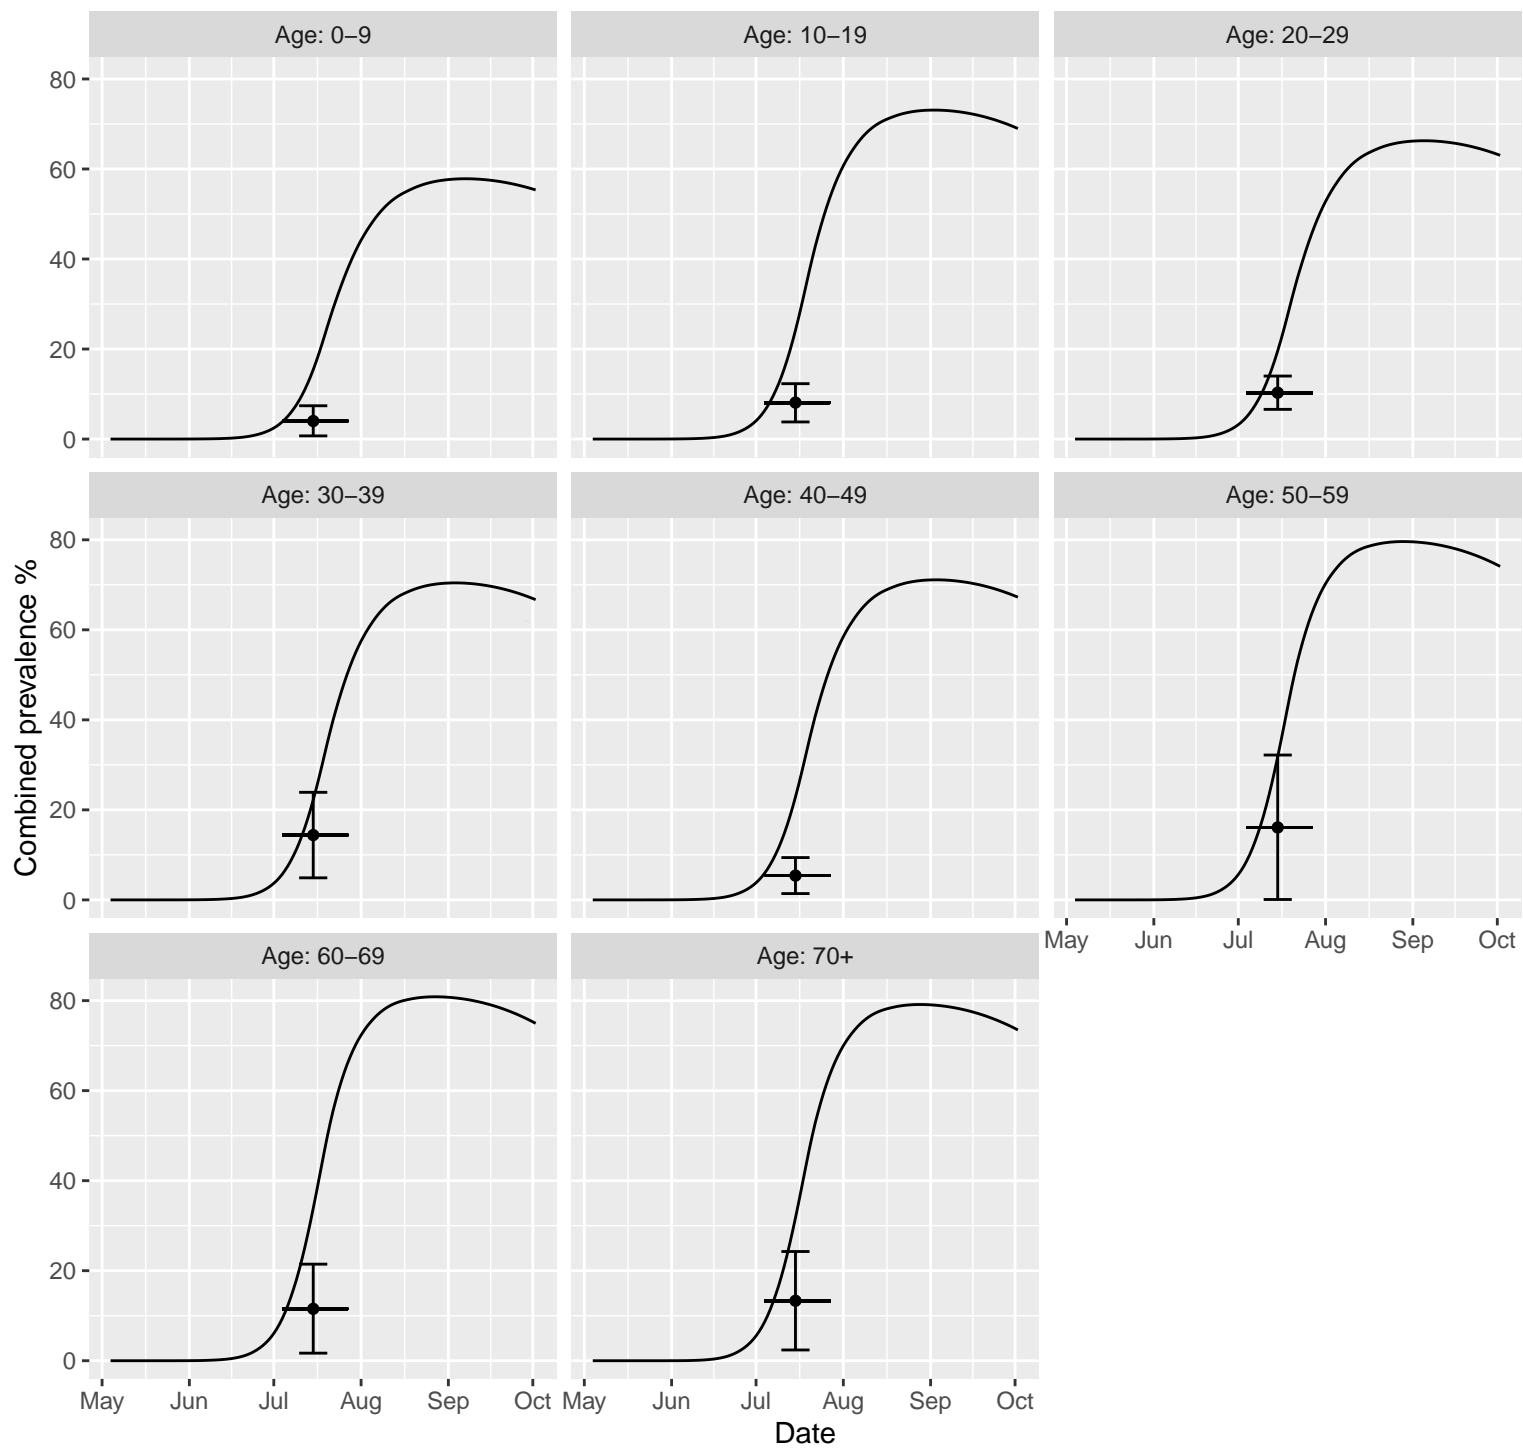 Age: 0–9
Age: 10–19
Age: 20–29
80
60
40
20
0
Age: 30–39
Age: 40–49
Age: 50–59
80
60
40
20
0
May Jun Jul Aug Sep Oct
Age: 60–69
Age: 70+
80
60
40
20
0
May Jun Jul Aug Sep Oct
May Jun Jul Aug Sep Oct
Date
Combined prevalence %